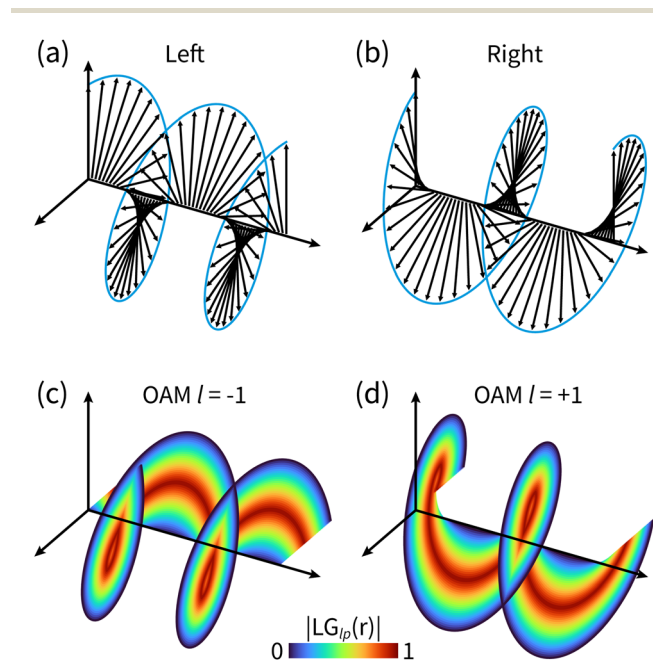 (a) Left
(b) Right
(c) OAM l = -1
(d) OAM l = +1
|LGlp(r)|
0 1